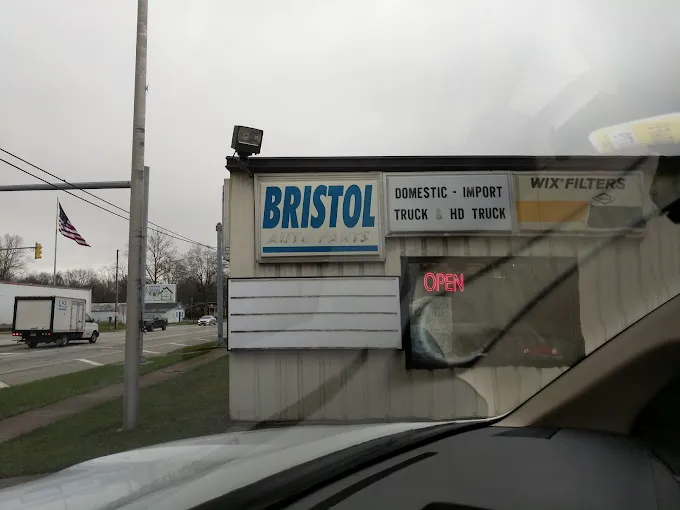 BRISTOL
AUTO PARTS
DOMESTIC - IMPORT
TRUCK & HD TRUCK
WIX® FILTERS
OPEN